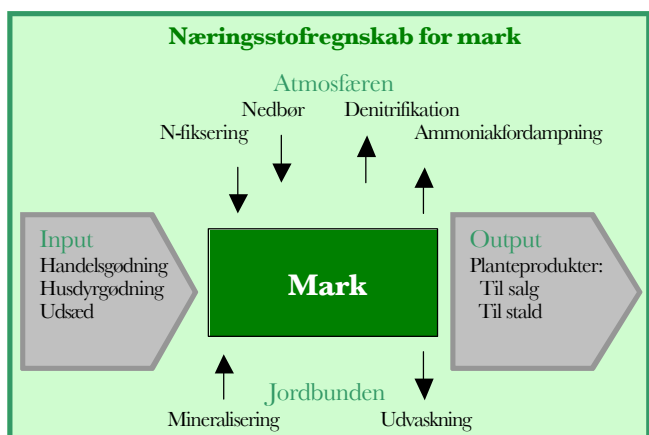 Næringsstofregnskab for mark
Atmosfæren
Nedbør
Denitrifikation
N-fiksering
Ammoniakfordampning
Input
Handelsgødning
Husdyrgødning
Udsæd
Mark
Output
Planteprodukter:
Til salg
Til stald
Jordbunden
Mineralisering
Udvaskning